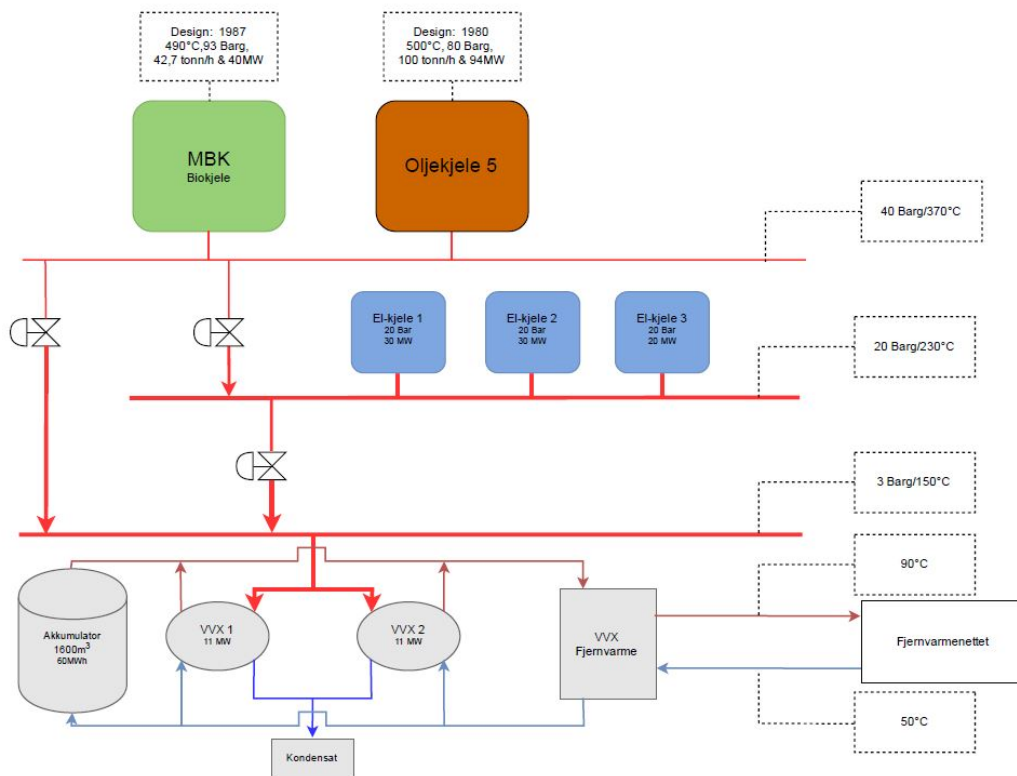 Design: 1987
490°C,93 Barg,
42,7 tonn/h & 40MW
Design: 1980
500°C, 80 Barg,
100 tonn/h & 94MW
MBK
Biokjele
Oljekjele 5
40 Barg/370°C
El-kjele 1
20 Bar
30 MW
El-kjele 2
20 Bar
30 MW
El-kjele 3
20 Bar
20 MW
20 Barg/230°C
3 Barg/150°C
90°C
Akkumulator
1600m³
60MWh
VVX 1
11 MW
VVX 2
11 MW
VVX
Fjernvarme
Fjernvarmenettet
50°C
Kondensat